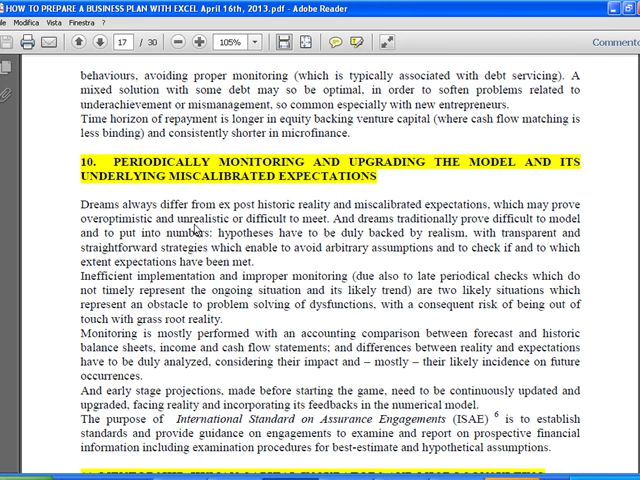 HOW TO PREPARE A BUSINESS PLAN WITH EXCEL April 16th, 2013.pdf - Adobe Reader
Modifica Vista Finestra ?
17 / 30 105% Commento
behaviours, avoiding proper monitoring (which is typically associated with debt servicing). A
mixed solution with some debt may so be optimal, in order to soften problems related to
underachievement or mismanagement, so common especially with new entrepreneurs.
Time horizon of repayment is longer in equity backing venture capital (where cash flow matching is
less binding) and consistently shorter in microfinance.
10. PERIODICALLY MONITORING AND UPGRADING THE MODEL AND ITS
UNDERLYING MISCALIBRATED EXPECTATIONS
Dreams always differ from ex post historic reality and miscalibrated expectations, which may prove
overoptimistic and unrealistic or difficult to meet. And dreams traditionally prove difficult to model
and to put into numbers: hypotheses have to be duly backed by realism, with transparent and
straightforward strategies which enable to avoid arbitrary assumptions and to check if and to which
extent expectations have been met.
Inefficient implementation and improper monitoring (due also to late periodical checks which do
not timely represent the ongoing situation and its likely trend) are two likely situations which
represent an obstacle to problem solving of dysfunctions, with a consequent risk of being out of
touch with grass root reality.
Monitoring is mostly performed with an accounting comparison between forecast and historic
balance sheets, income and cash flow statements; and differences between reality and expectations
have to be duly analyzed, considering their impact and – mostly – their likely incidence on future
occurrences.
And early stage projections, made before starting the game, need to be continuously updated and
upgraded, facing reality and incorporating its feedbacks in the numerical model.
The purpose of International Standard on Assurance Engagements (ISAE) 6 is to establish
standards and provide guidance on engagements to examine and report on prospective financial
information including examination procedures for best-estimate and hypothetical assumptions.